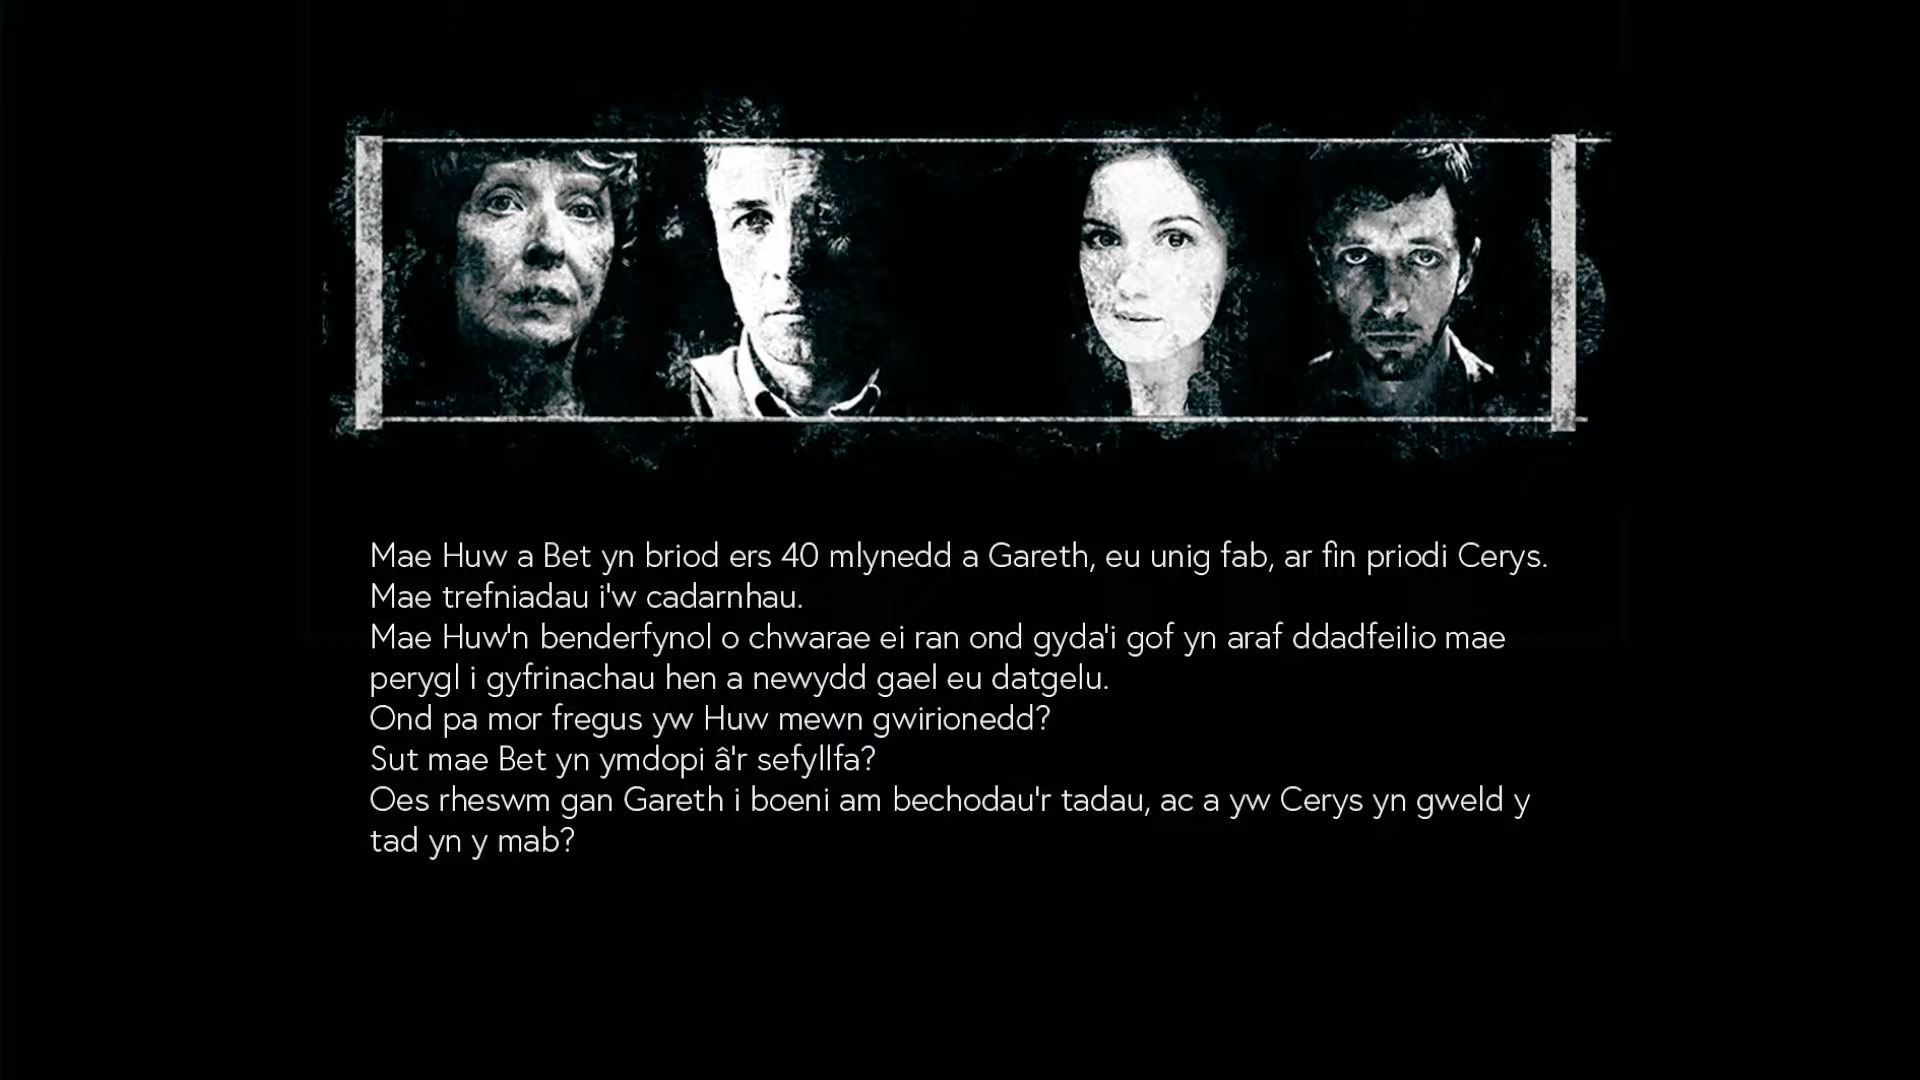 Mae Huw a Bet yn briod ers 40 mlynedd a Gareth, eu unig fab, ar fin priodi Cerys.
Mae trefniadau i'w cadarnhau.
Mae Huw'n benderfynol o chwarae ei ran ond gyda'i gof yn araf ddadfeilio mae
perygl i gyfrinachau hen a newydd gael eu datgelu.
Ond pa mor fregus yw Huw mewn gwirionedd?
Sut mae Bet yn ymdopi â'r sefyllfa?
Oes rheswm gan Gareth i boeni am bechodau'r tadau, ac a yw Cerys yn gweld y
tad yn y mab?